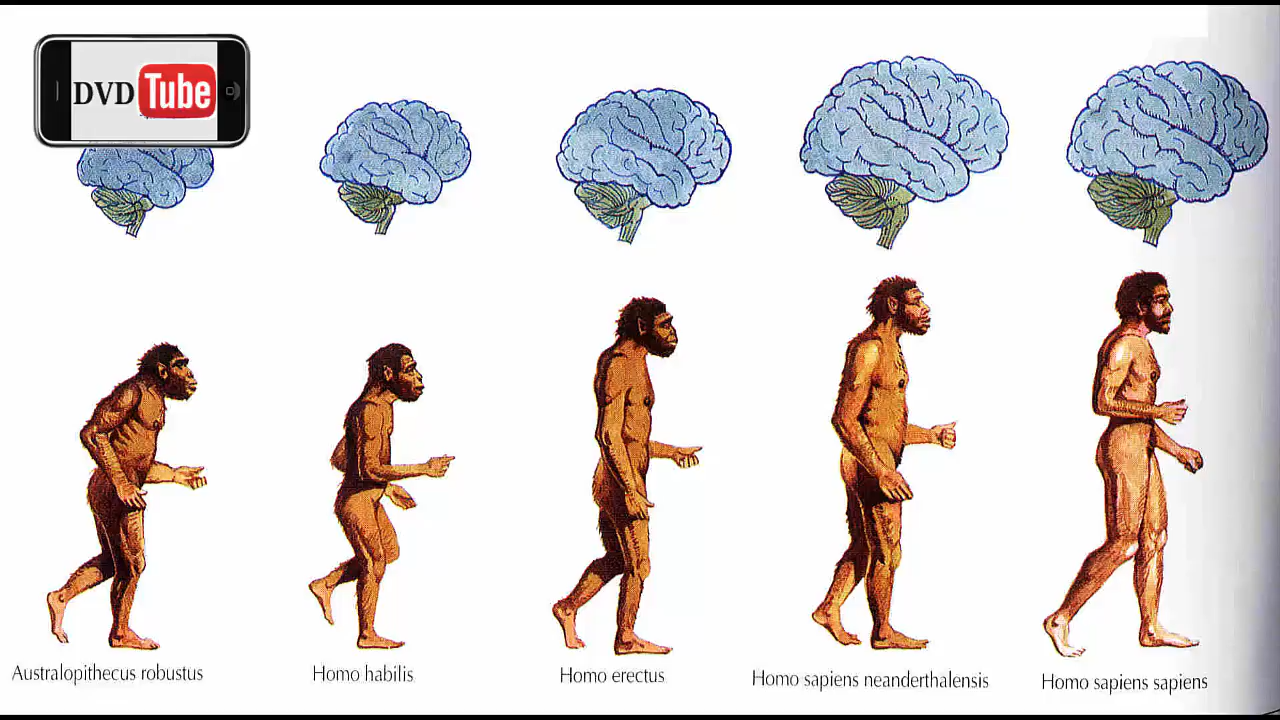 DVD Tube
Australopithecus robustus
Homo habilis
Homo erectus
Homo sapiens neanderthalensis
Homo sapiens sapiens